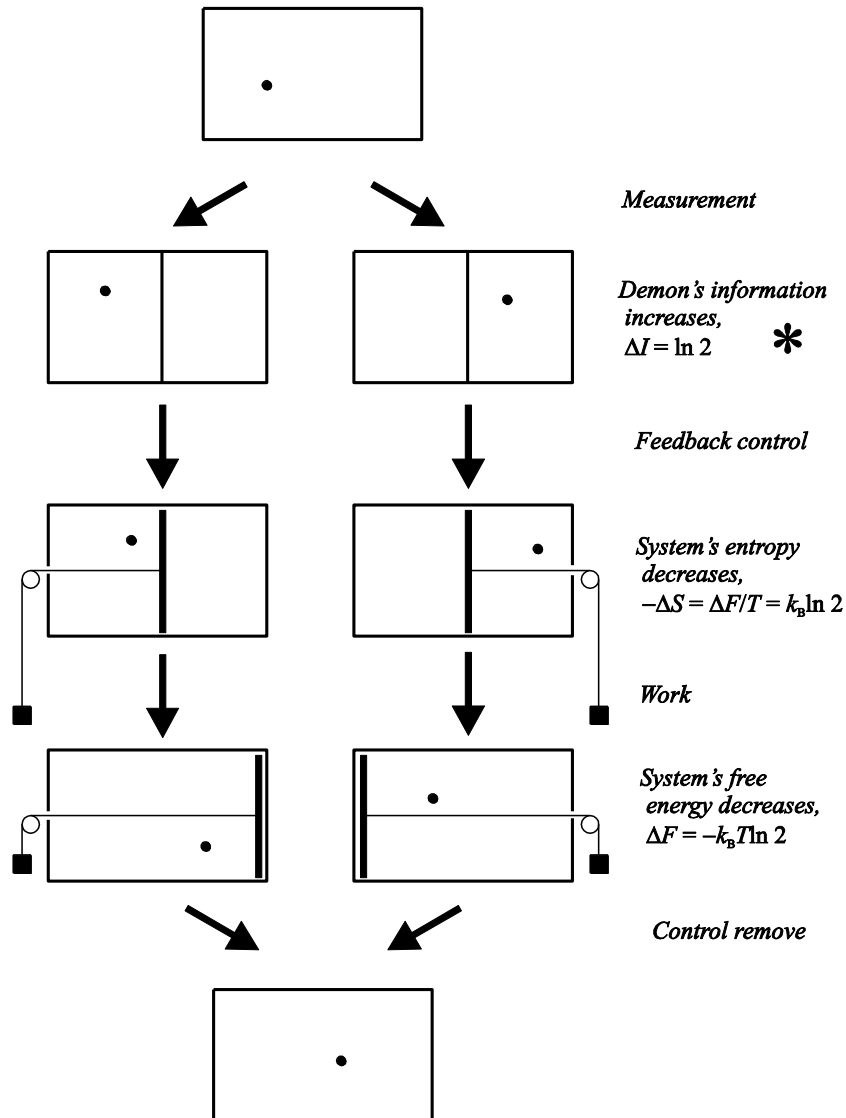 Measurement
Demon's information
increases,
ΔI = ln 2 *
Feedback control
System's entropy
decreases,
−ΔS = ΔF/T = k_B ln 2
Work
System's free
energy decreases,
ΔF = −k_B T ln 2
Control remove